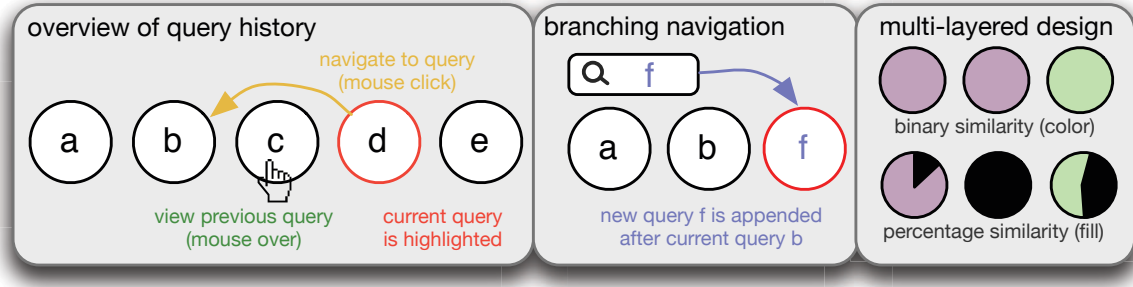 overview of query history
navigate to query
(mouse click)
a b c d e
view previous query
(mouse over)
current query
is highlighted
branching navigation
f
a b f
new query f is appended
after current query b
multi-layered design
binary similarity (color)
percentage similarity (fill)